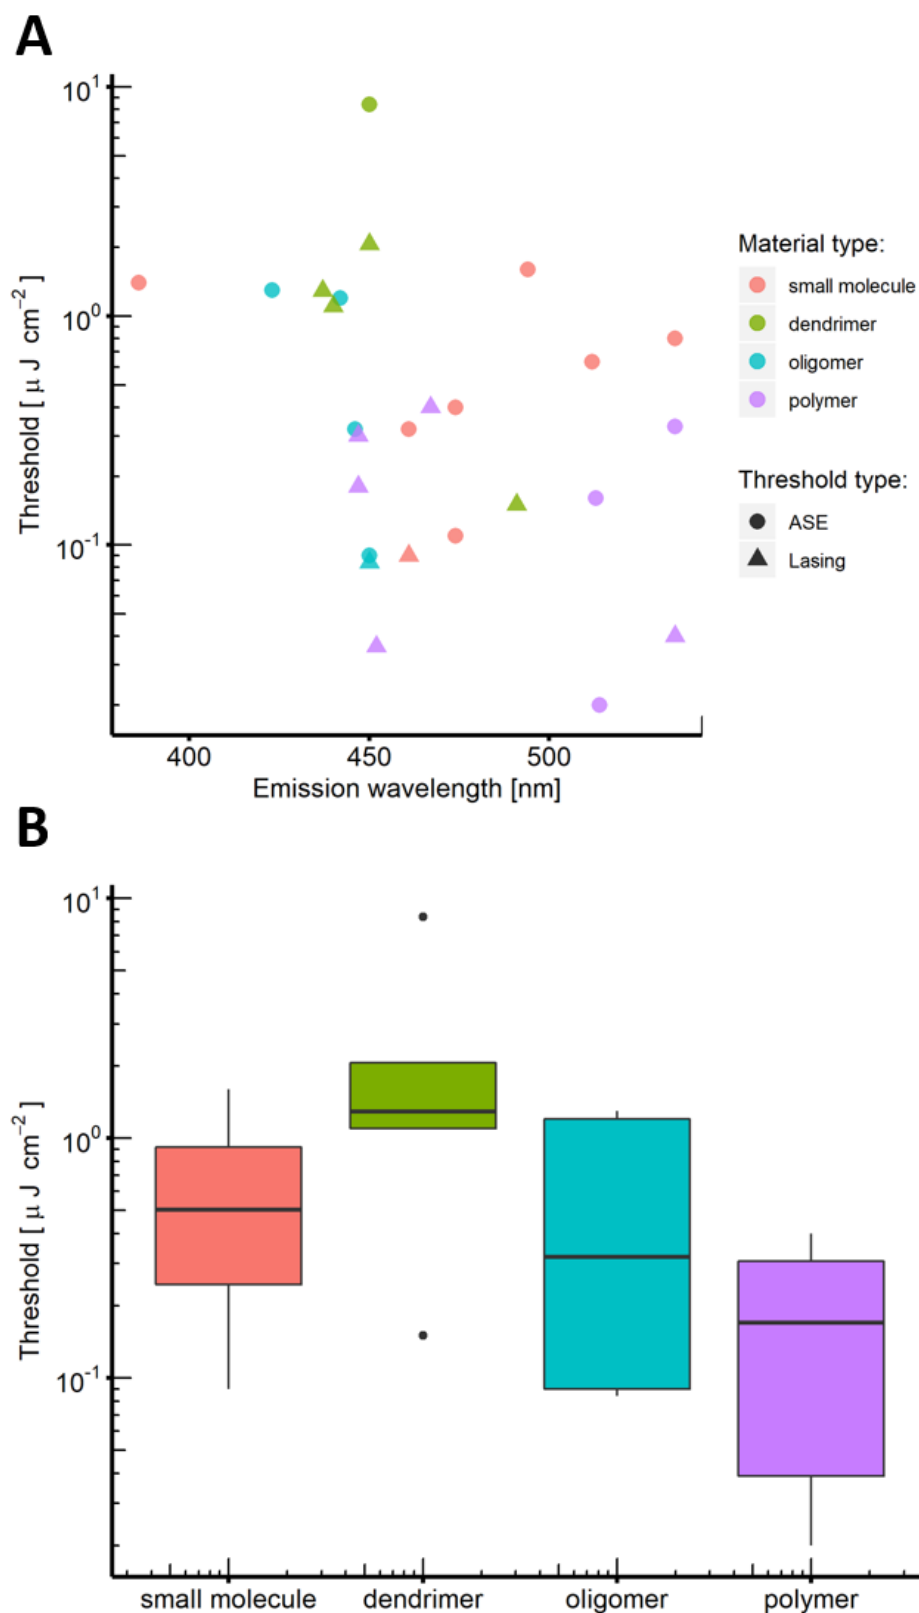 A
10¹
10⁰
10⁻¹
Threshold [ μ J cm⁻² ]
400 450 500
Emission wavelength [nm]
Material type:
small molecule
dendrimer
oligomer
polymer
Threshold type:
ASE
Lasing
B
10¹
10⁰
10⁻¹
Threshold [ μ J cm⁻² ]
small molecule dendrimer oligomer polymer